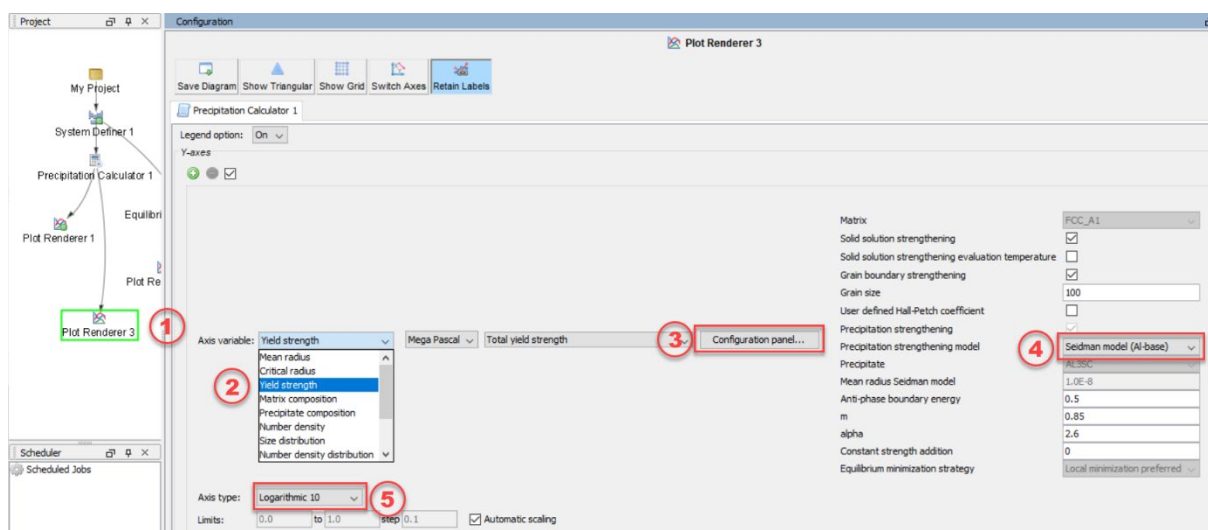 Project
Configuration
Plot Renderer 3
Save Diagram Show Triangular Show Grid Switch Axes Retain Labels
My Project
System Definer 1
Precipitation Calculator 1
Equilibri
Plot Renderer 1
Plot Re
Plot Renderer 3
1
Precipitation Calculator 1
Legend option: On
Y-axes
Matrix FCC_A1
Solid solution strengthening
Solid solution strengthening evaluation temperature
Grain boundary strengthening
Grain size 100
User defined Hall-Petch coefficient
Precipitation strengthening
Axis variable: Yield strength Mega Pascal Total yield strength 3 Configuration panel...
Precipitation strengthening model 4 Seidman model (Al-base)
Precipitate AL3SC
Mean radius Seidman model 1.0E-8
Anti-phase boundary energy 0.5
m 0.85
alpha 2.6
Constant strength addition 0
Equilibrium minimization strategy Local minimization preferred
2
Mean radius
Critical radius
Yield strength
Matrix composition
Precipitate composition
Number density
Size distribution
Number density distribution
Axis type: Logarithmic 10 5
Limits: 0.0 to 1.0 step 0.1 Automatic scaling
Scheduler
Scheduled Jobs